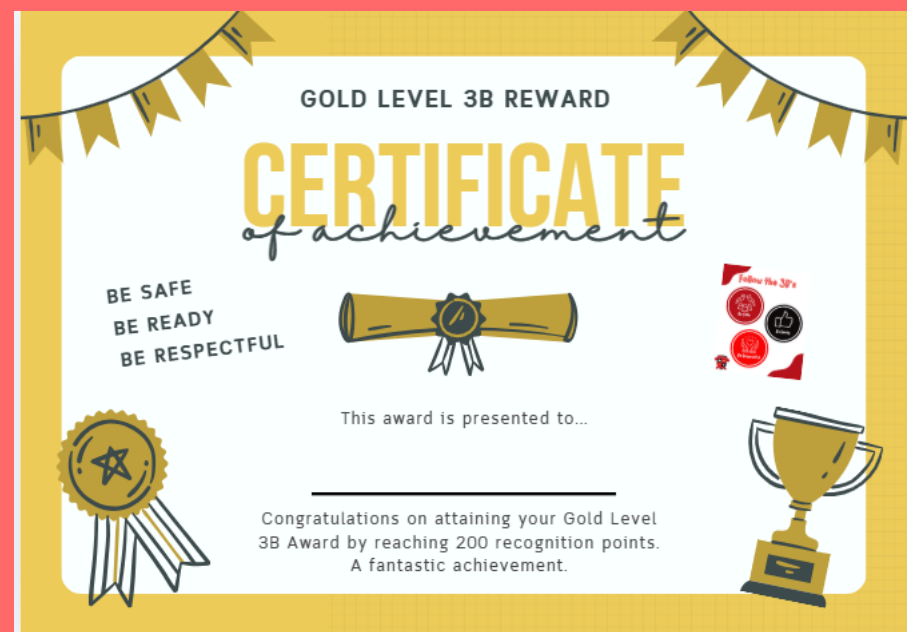 GOLD LEVEL 3B REWARD
CERTIFICATE
of achievement
BE SAFE
BE READY
BE RESPECTFUL
Follow the 3B's
This award is presented to...
Congratulations on attaining your Gold Level
3B Award by reaching 200 recognition points.
A fantastic achievement.